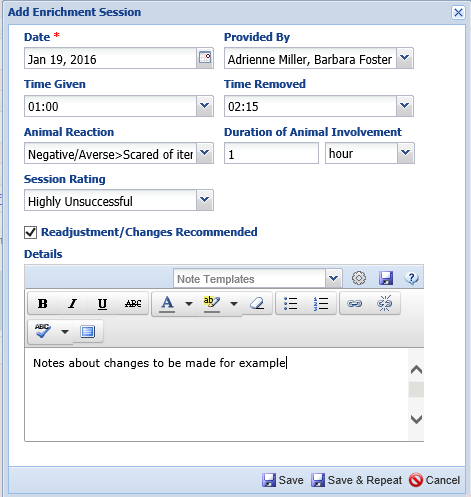 Add Enrichment Session
Date * Provided By
Jan 19, 2016 Adrienne Miller, Barbara Foster
Time Given Time Removed
01:00 02:15
Animal Reaction Duration of Animal Involvement
Negative/Averse>Scared of iter 1 hour
Session Rating
Highly Unsuccessful
Readjustment/Changes Recommended
Details
Note Templates
B I U ABC A ab
ABC
Notes about changes to be made for example
Save Save & Repeat Cancel